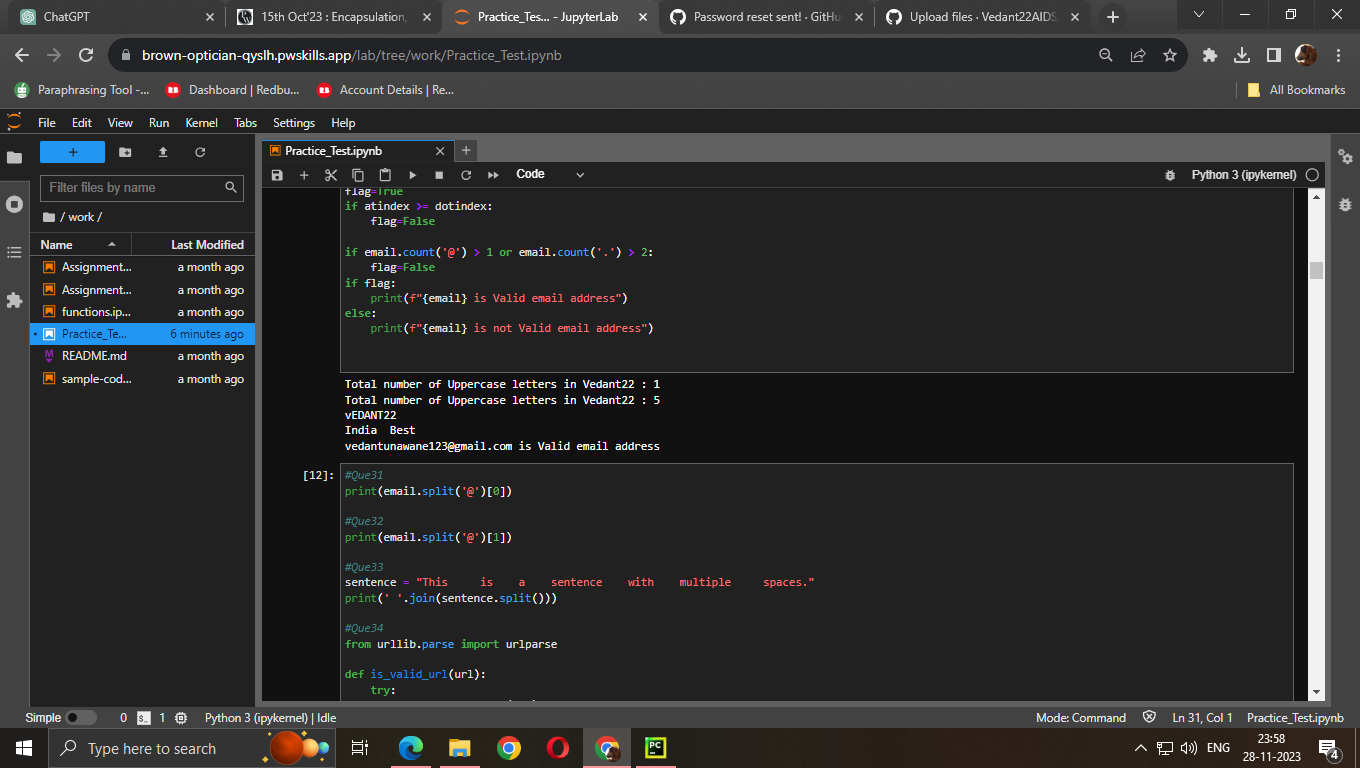 ChatGPT
15th Oct'23 : Encapsulation,
Practice_Tes... - JupyterLab
Password reset sent! · GitHu
Upload files · Vedant22AIDS
brown-optician-qyslh.pwskills.app/lab/tree/work/Practice_Test.ipynb
Paraphrasing Tool -...
Dashboard | Redbu...
Account Details | Re...
All Bookmarks
File Edit View Run Kernel Tabs Settings Help
Filter files by name
/ work /
Name Last Modified
Assignment... a month ago
Assignment... a month ago
functions.ip... a month ago
Practice_Te... 6 minutes ago
README.md a month ago
sample-cod... a month ago
Practice_Test.ipynb
Code
Python 3 (ipykernel)
flag=True
if atindex >= dotindex:
flag=False
if email.count('@') > 1 or email.count('.') > 2:
flag=False
if flag:
print(f"{email} is Valid email address")
else:
print(f"{email} is not Valid email address")
Total number of Uppercase letters in Vedant22 : 1
Total number of Uppercase letters in Vedant22 : 5
vEDANT22
India  Best
vedantunawane123@gmail.com is Valid email address
[12]:
#Que31
print(email.split('@')[0])
#Que32
print(email.split('@')[1])
#Que33
sentence = "This     is    a    sentence    with    multiple     spaces."
print(' '.join(sentence.split()))
#Que34
from urllib.parse import urlparse
def is_valid_url(url):
try:
Simple 0 1 Python 3 (ipykernel) | Idle
Mode: Command Ln 31, Col 1 Practice_Test.ipynb
Type here to search
PC
ENG
23:58
28-11-2023
4